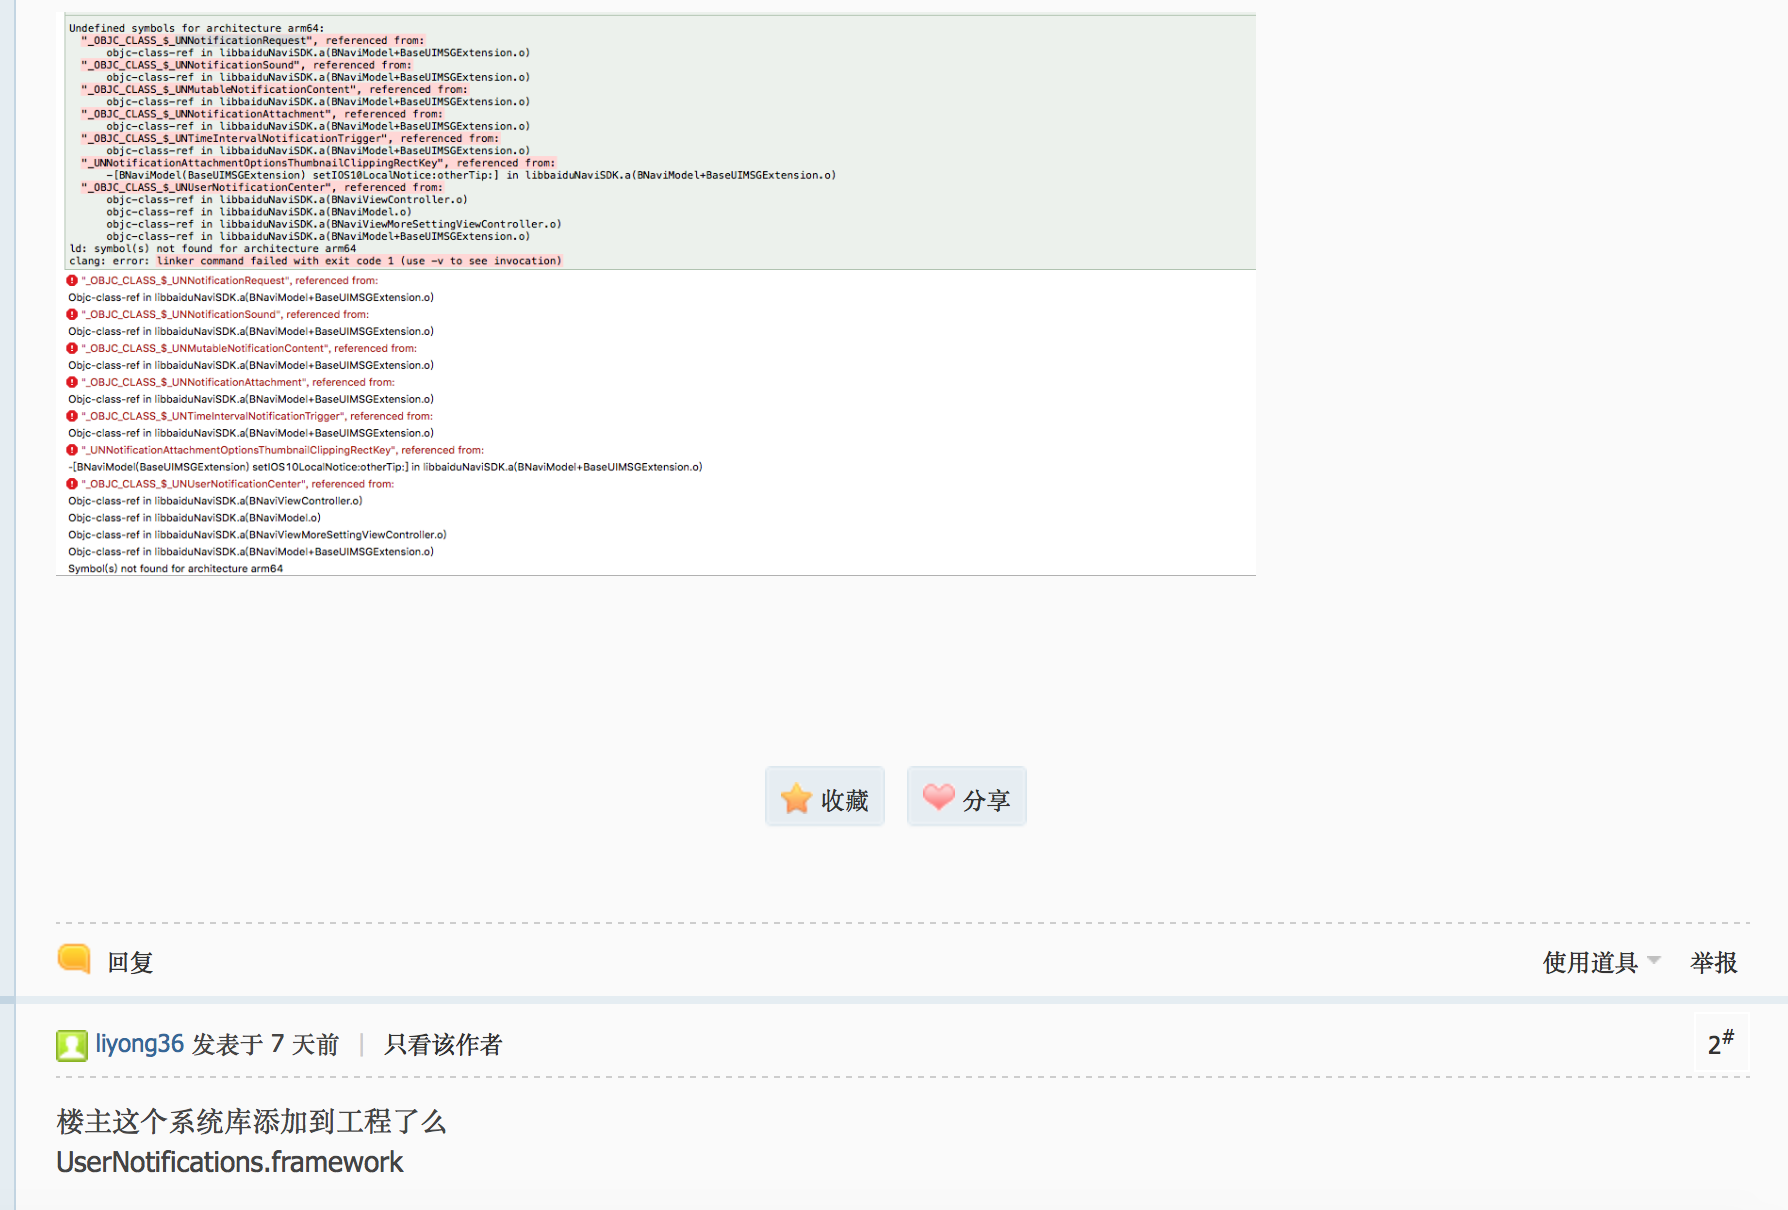 Undefined symbols for architecture arm64:
"_OBJC_CLASS_$_UNNotificationRequest", referenced from:
objc-class-ref in libbaiduNaviSDK.a(BNaviModel+BaseUIMSGExtension.o)
"_OBJC_CLASS_$_UNNotificationSound", referenced from:
objc-class-ref in libbaiduNaviSDK.a(BNaviModel+BaseUIMSGExtension.o)
"_OBJC_CLASS_$_UNMutableNotificationContent", referenced from:
objc-class-ref in libbaiduNaviSDK.a(BNaviModel+BaseUIMSGExtension.o)
"_OBJC_CLASS_$_UNNotificationAttachment", referenced from:
objc-class-ref in libbaiduNaviSDK.a(BNaviModel+BaseUIMSGExtension.o)
"_OBJC_CLASS_$_UNTimeIntervalNotificationTrigger", referenced from:
objc-class-ref in libbaiduNaviSDK.a(BNaviModel+BaseUIMSGExtension.o)
"_UNNotificationAttachmentOptionsThumbnailClippingRectKey", referenced from:
-[BNaviModel(BaseUIMSGExtension) setIOS10LocalNotice:otherTip:] in libbaiduNaviSDK.a(BNaviModel+BaseUIMSGExtension.o)
"_OBJC_CLASS_$_UNUserNotificationCenter", referenced from:
objc-class-ref in libbaiduNaviSDK.a(BNaviViewController.o)
objc-class-ref in libbaiduNaviSDK.a(BNaviModel.o)
objc-class-ref in libbaiduNaviSDK.a(BNaviViewMoreSettingViewController.o)
objc-class-ref in libbaiduNaviSDK.a(BNaviModel+BaseUIMSGExtension.o)
ld: symbol(s) not found for architecture arm64
clang: error: linker command failed with exit code 1 (use -v to see invocation)
"_OBJC_CLASS_$_UNNotificationRequest", referenced from:
Objc-class-ref in libbaiduNaviSDK.a(BNaviModel+BaseUIMSGExtension.o)
"_OBJC_CLASS_$_UNNotificationSound", referenced from:
Objc-class-ref in libbaiduNaviSDK.a(BNaviModel+BaseUIMSGExtension.o)
"_OBJC_CLASS_$_UNMutableNotificationContent", referenced from:
Objc-class-ref in libbaiduNaviSDK.a(BNaviModel+BaseUIMSGExtension.o)
"_OBJC_CLASS_$_UNNotificationAttachment", referenced from:
Objc-class-ref in libbaiduNaviSDK.a(BNaviModel+BaseUIMSGExtension.o)
"_OBJC_CLASS_$_UNTimeIntervalNotificationTrigger", referenced from:
Objc-class-ref in libbaiduNaviSDK.a(BNaviModel+BaseUIMSGExtension.o)
"_UNNotificationAttachmentOptionsThumbnailClippingRectKey", referenced from:
-[BNaviModel(BaseUIMSGExtension) setIOS10LocalNotice:otherTip:] in libbaiduNaviSDK.a(BNaviModel+BaseUIMSGExtension.o)
"_OBJC_CLASS_$_UNUserNotificationCenter", referenced from:
Objc-class-ref in libbaiduNaviSDK.a(BNaviViewController.o)
Objc-class-ref in libbaiduNaviSDK.a(BNaviModel.o)
Objc-class-ref in libbaiduNaviSDK.a(BNaviViewMoreSettingViewController.o)
Objc-class-ref in libbaiduNaviSDK.a(BNaviModel+BaseUIMSGExtension.o)
Symbol(s) not found for architecture arm64
收藏 分享
回复 使用道具 举报
liyong36 发表于 7 天前 | 只看该作者 2#
楼主这个系统库添加到工程了么
UserNotifications.framework